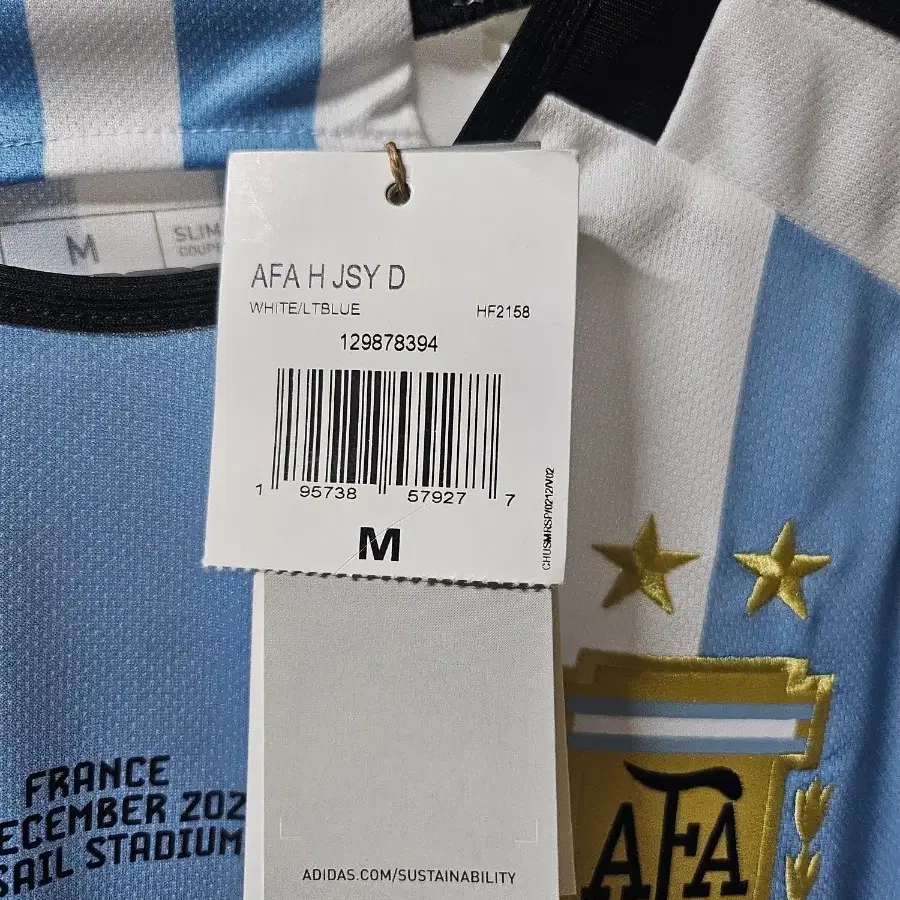 M
SLIM
AFA H JSY D
WHITE/LTBLUE
HF2158
129878394
1 95738 57927 7
M
CHUSMRSP/0212/V02
FRANCE
ECEMBER 202
SAIL STADIUM
ADIDAS.COM/SUSTAINABILITY
AFA